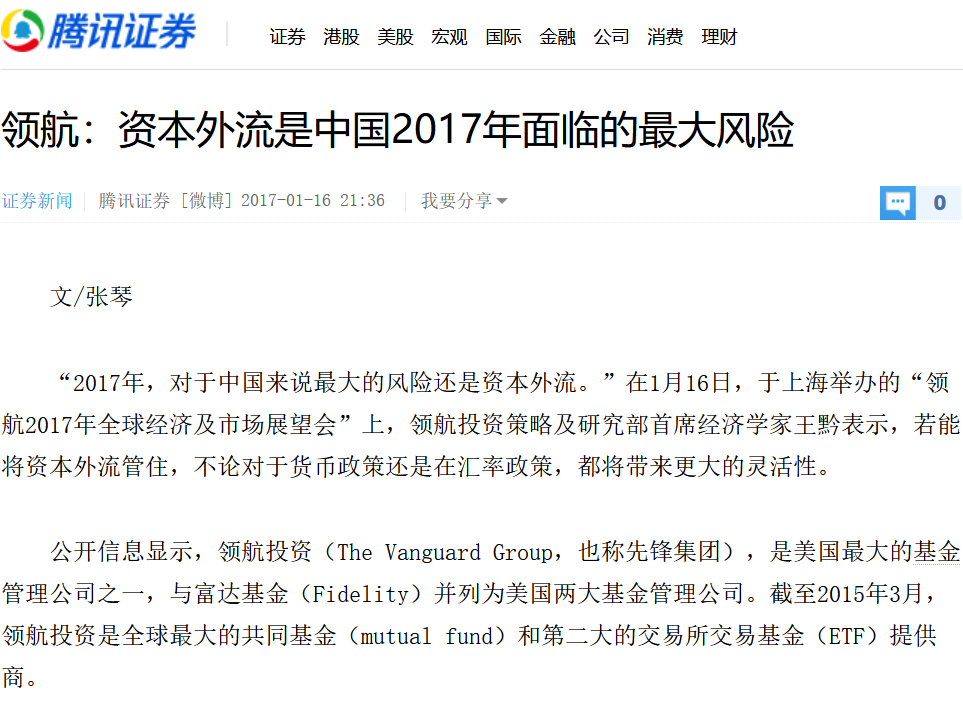 腾讯证券
证券 港股 美股 宏观 国际 金融 公司 消费 理财
领航：资本外流是中国2017年面临的最大风险
证券新闻 腾讯证券 [微博] 2017-01-16 21:36 我要分享 0
文/张琴
“2017年，对于中国来说最大的风险还是资本外流。”在1月16日，于上海举办的“领
航2017年全球经济及市场展望会”上，领航投资策略及研究部首席经济学家王黔表示，若能
将资本外流管住，不论对于货币政策还是在汇率政策，都将带来更大的灵活性。
公开信息显示，领航投资（The Vanguard Group，也称先锋集团），是美国最大的基金
管理公司之一，与富达基金（Fidelity）并列为美国两大基金管理公司。截至2015年3月，
领航投资是全球最大的共同基金（mutual fund）和第二大的交易所交易基金（ETF）提供
商。